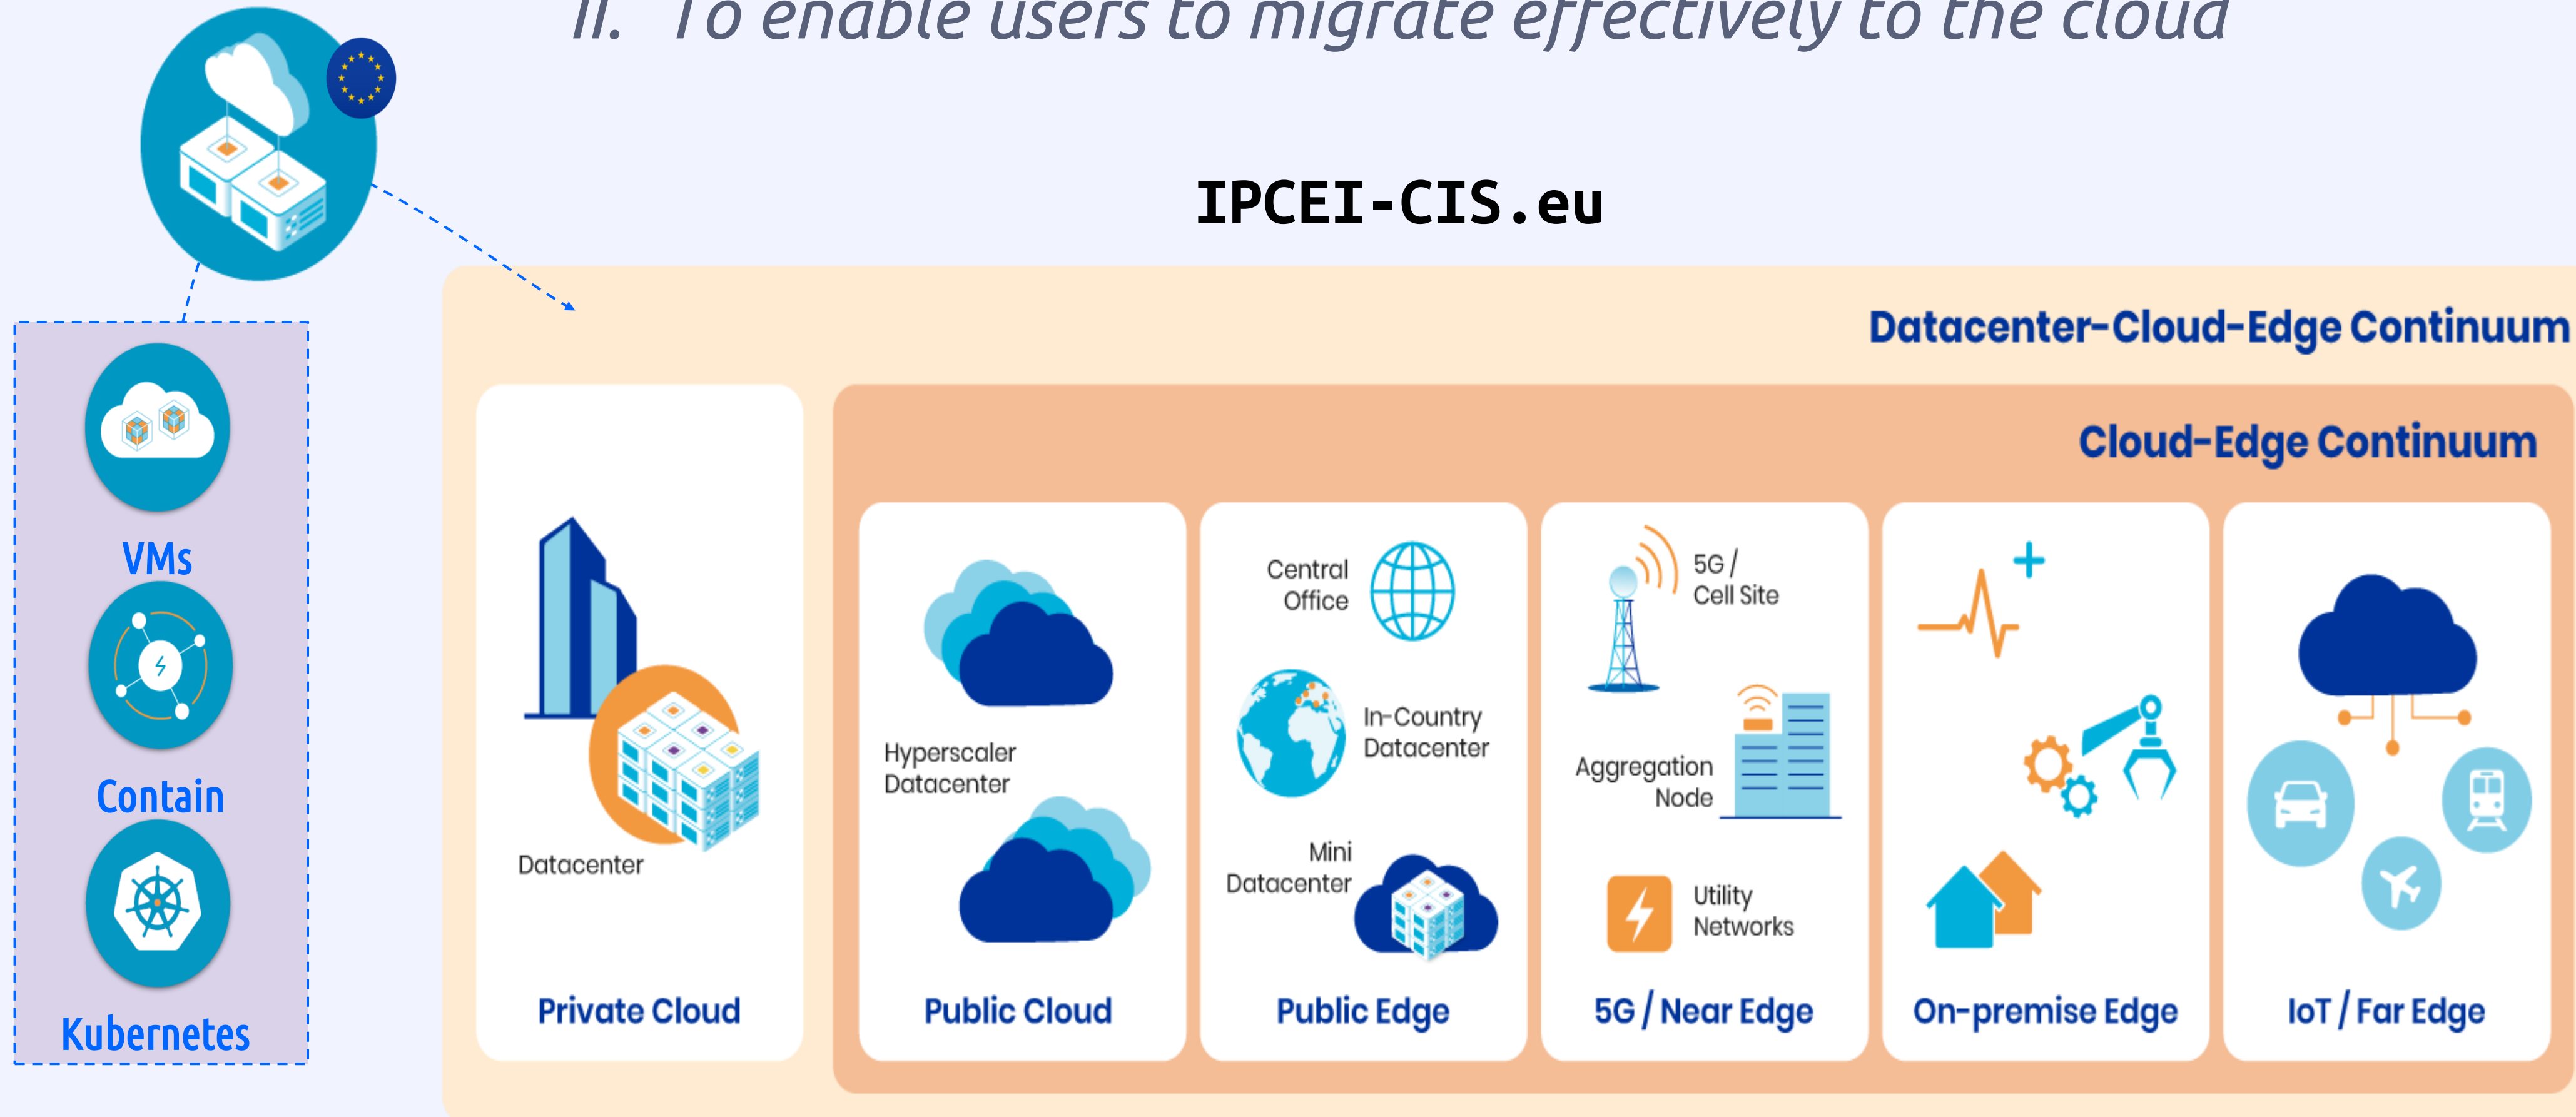 II. To enable users to migrate effectively to the cloud
IPCEI-CIS.eu
VMs
Contain
Kubernetes
Datacenter-Cloud-Edge Continuum
Cloud-Edge Continuum
Datacenter
Private Cloud
Hyperscaler
Datacenter
Public Cloud
Central
Office
In-Country
Datacenter
Mini
Datacenter
Public Edge
5G /
Cell Site
Aggregation
Node
Utility
Networks
5G / Near Edge
On-premise Edge
IoT / Far Edge